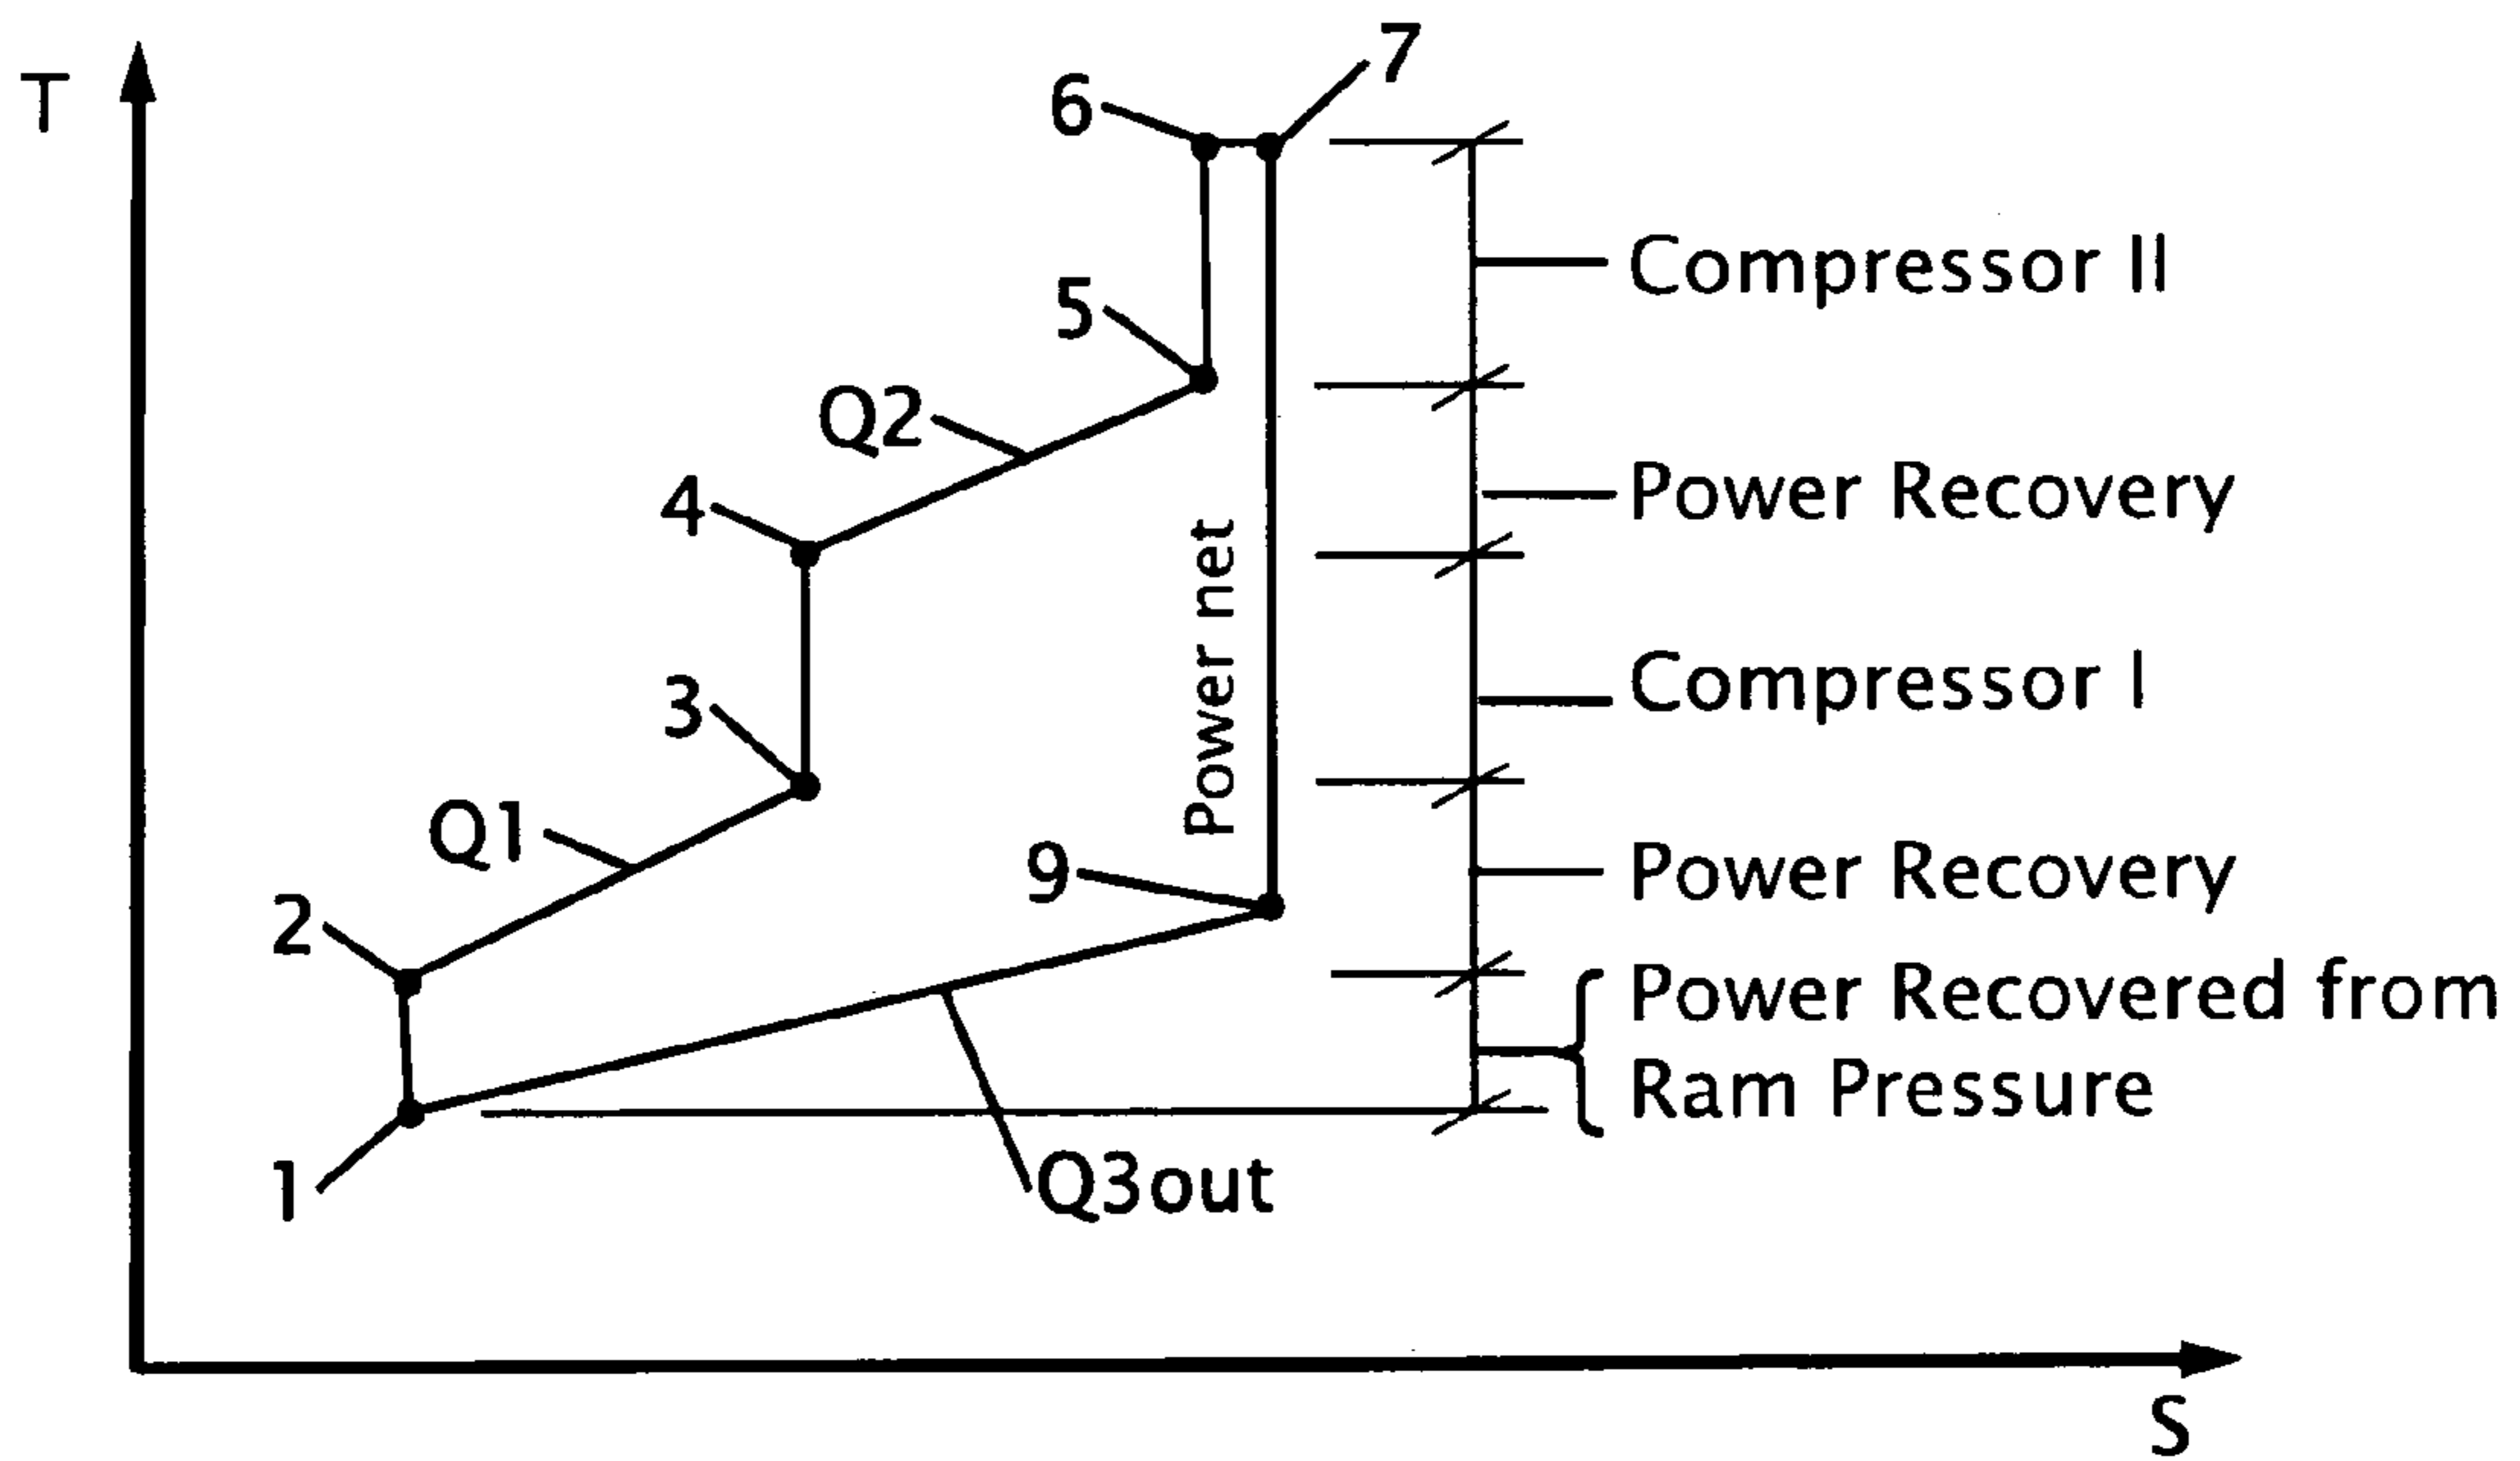 T
6
7
Compressor II
5
Q2
4
Power Recovery
Power net
3
Compressor I
Q1
9
Power Recovery
2
Power Recovered from
Ram Pressure
1
Q3out
S